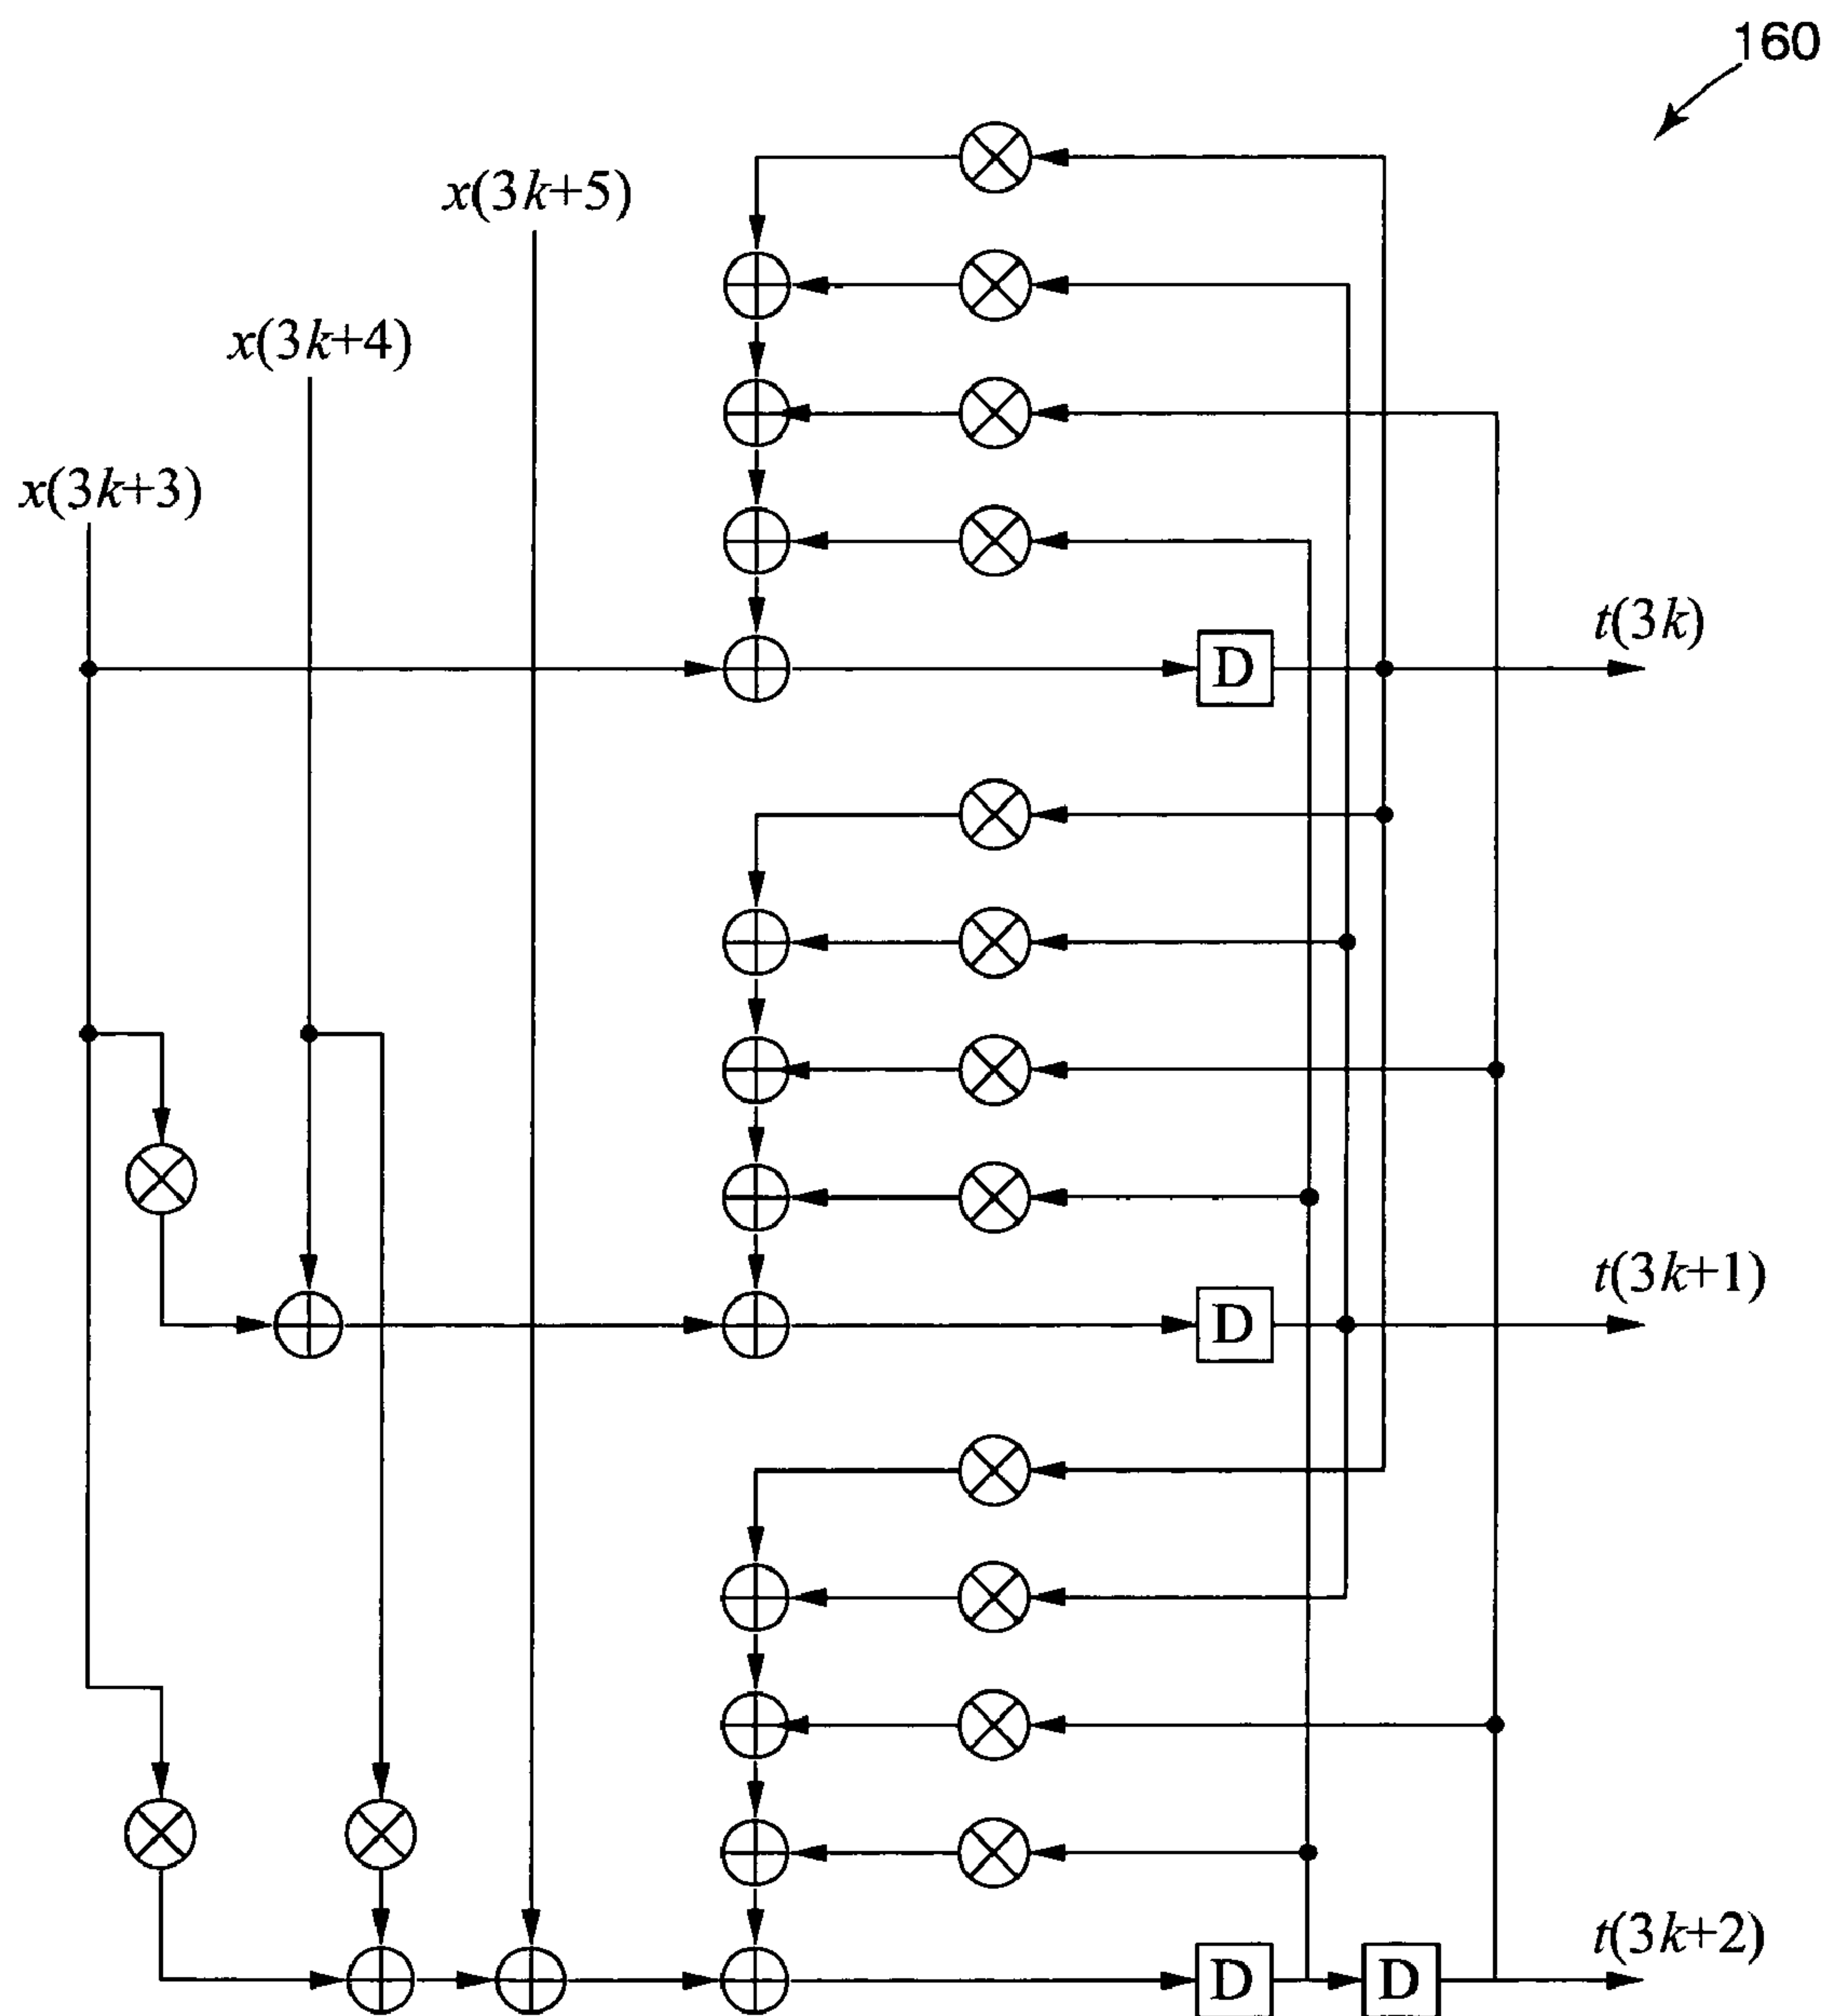 160
x(3k+5)
x(3k+4)
x(3k+3)
t(3k)
D
t(3k+1)
D
t(3k+2)
D
D